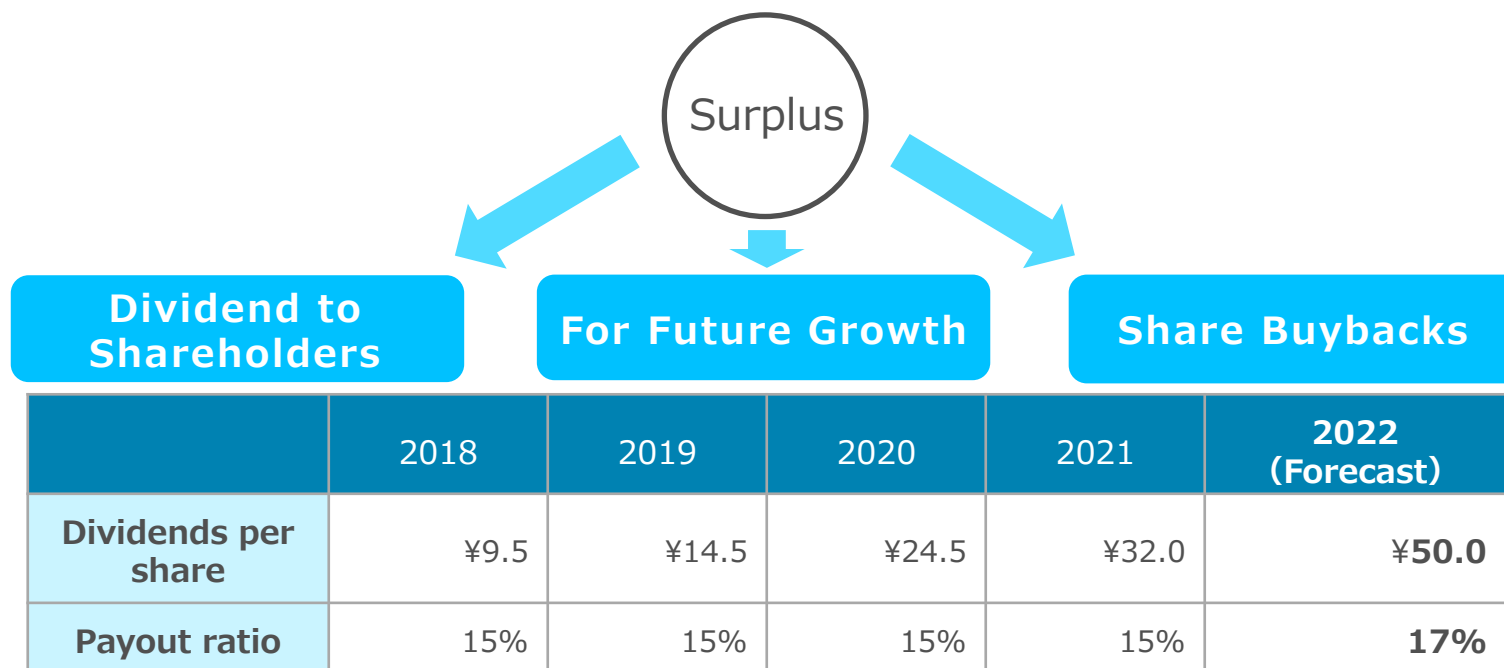 Surplus
Dividend to
Shareholders
For Future Growth
Share Buybacks
2018 2019 2020 2021 2022
(Forecast)
Dividends per
share ¥9.5 ¥14.5 ¥24.5 ¥32.0 ¥50.0
Payout ratio 15% 15% 15% 15% 17%